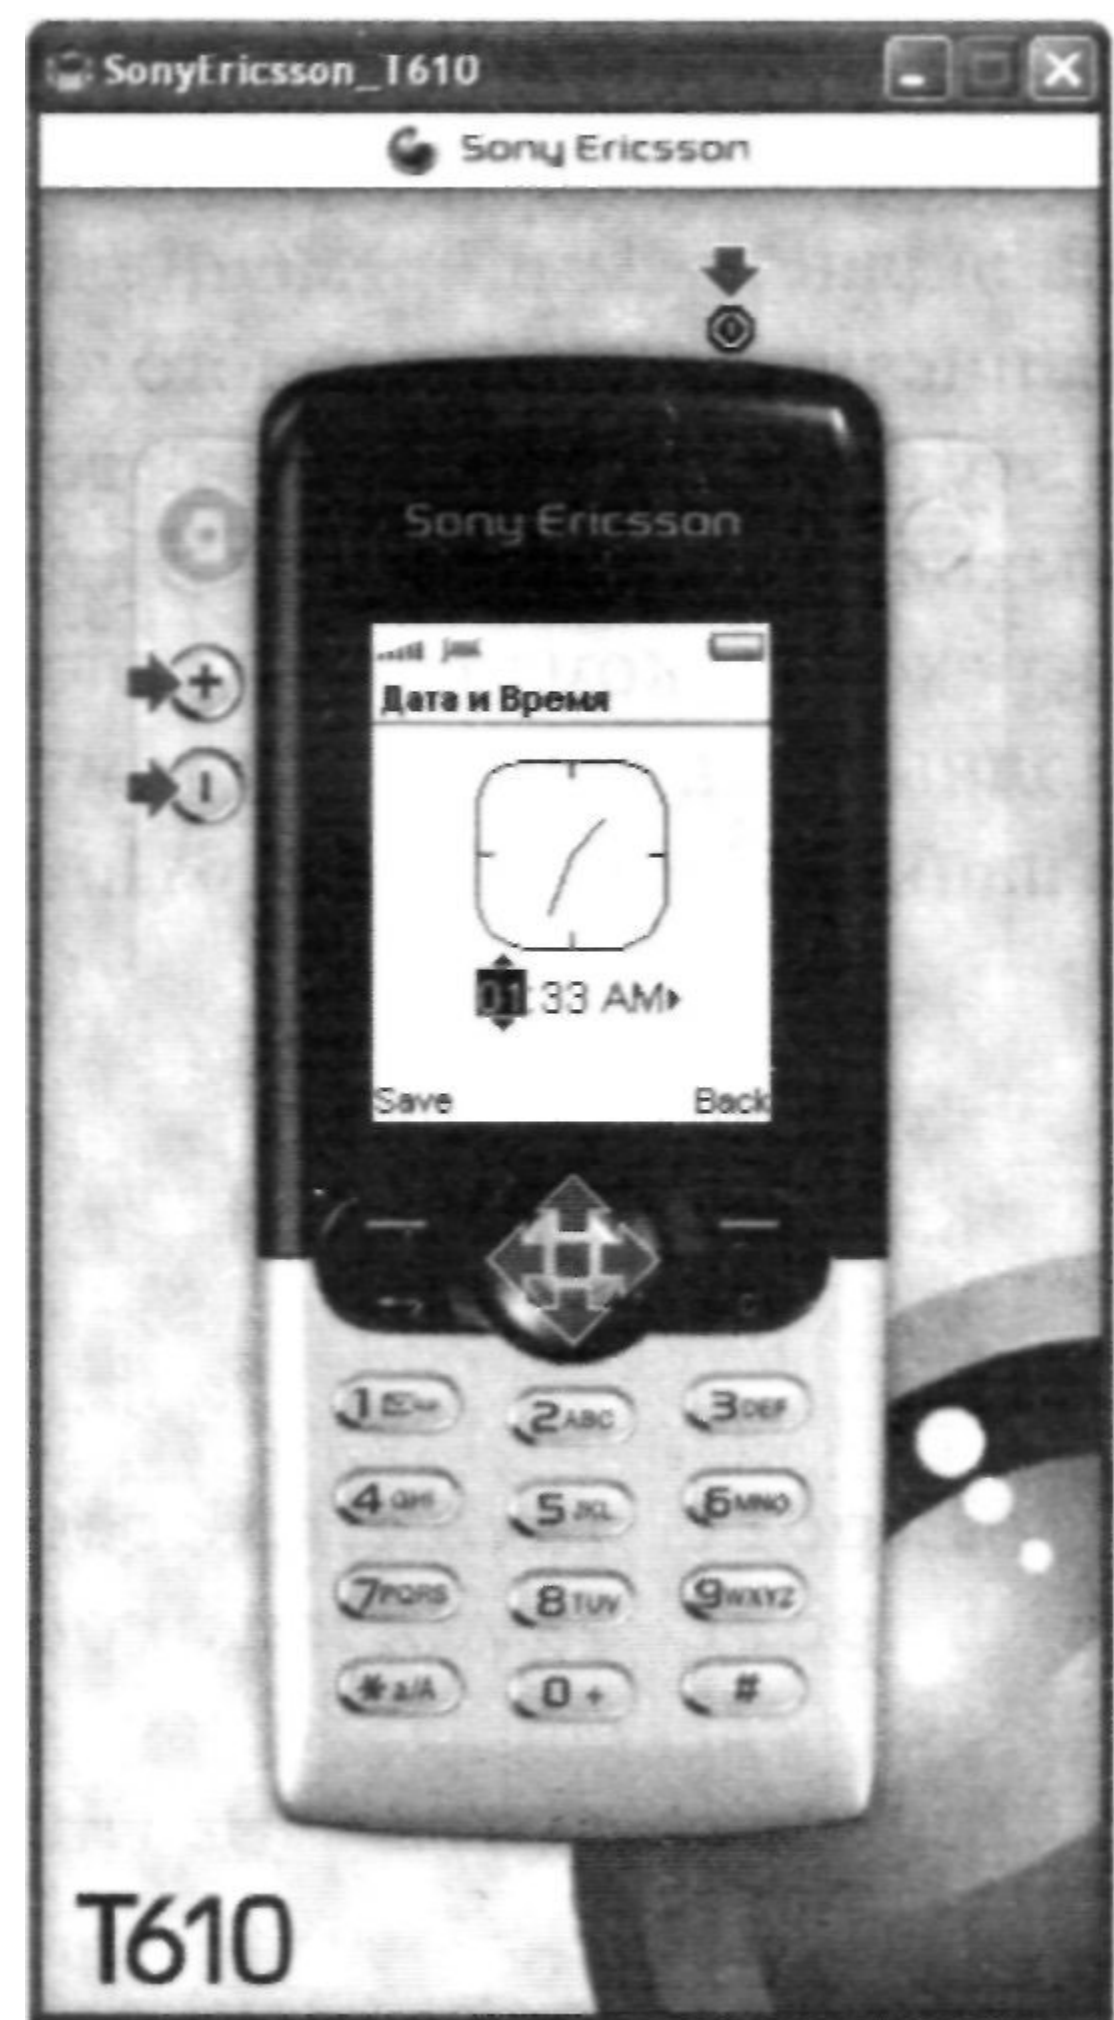 SonyEricsson_T610
Sony Ericsson
Sony Ericsson
Дата и Время
01:33 AM
Save
Back
1
2ABC
3DEF
4GHI
5JKL
6MNO
7PQRS
8TUV
9WXYZ
* a/A
0 +
#
T610